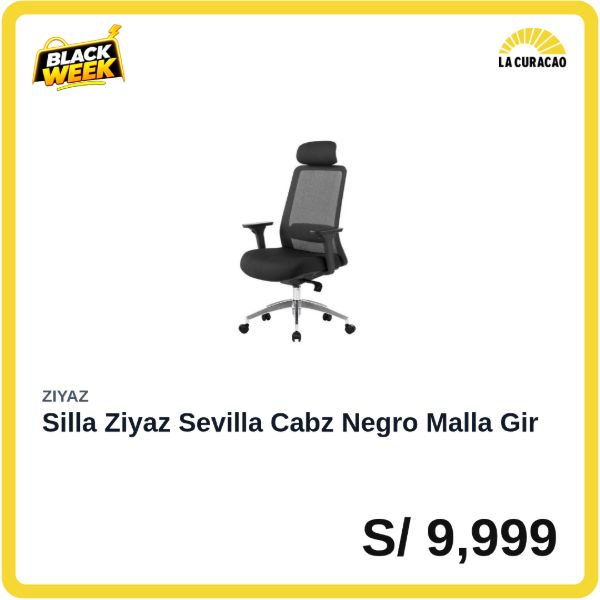 BLACK
WEEK
LA CURACAO
ZIYAZ
Silla Ziyaz Sevilla Cabz Negro Malla Gir
S/ 9,999